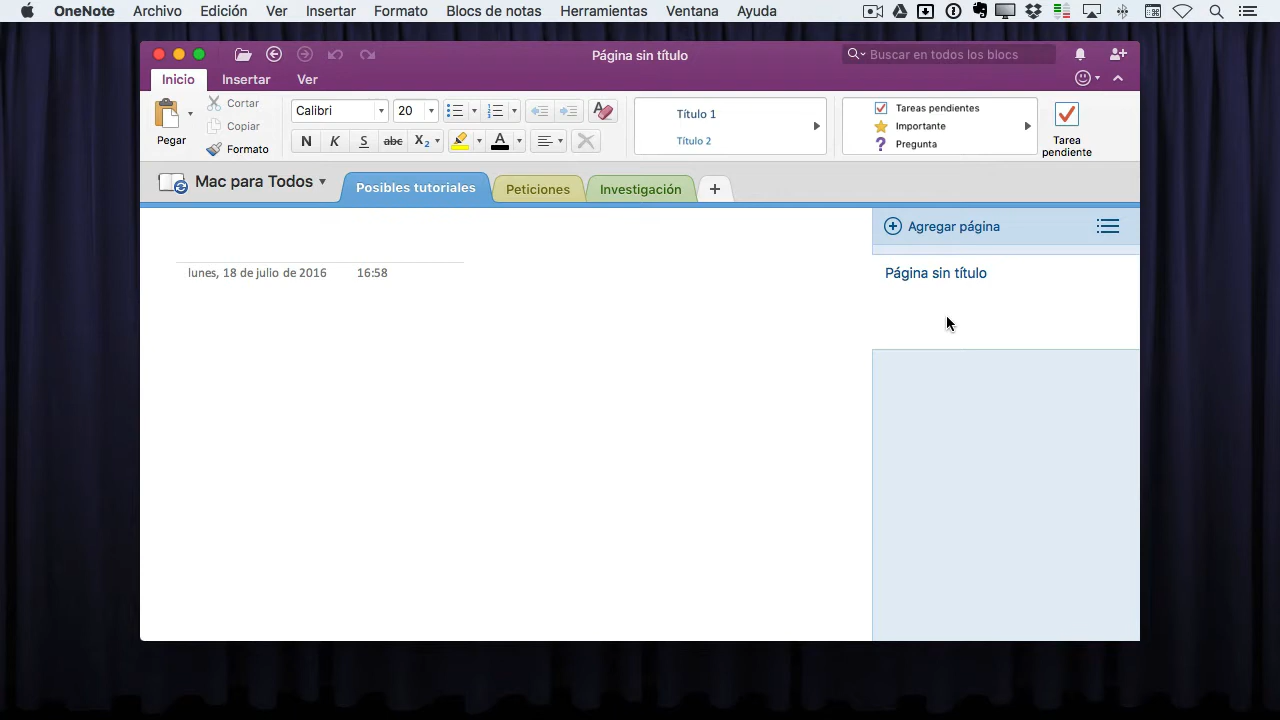 OneNote Archivo Edición Ver Insertar Formato Blocs de notas Herramientas Ventana Ayuda
Página sin título
Buscar en todos los blocs
Inicio Insertar Ver
Pegar
Cortar
Copiar
Formato
Calibri 20
N K S abc X₂ A
Título 1
Título 2
Tareas pendientes
Importante
Pregunta
Tarea
pendiente
Mac para Todos Posibles tutoriales Peticiones Investigación +
Agregar página
lunes, 18 de julio de 2016 16:58
Página sin título